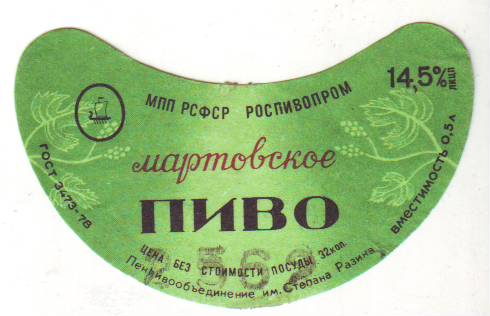 МПП РСФСР РОСПИВОПРОМ
14,5%
мартовское
ПИВО
ГОСТ 3473-78
ВМЕСТИМОСТЬ 0,5 л
ЦЕНА БЕЗ СТОИМОСТИ ПОСУДЫ 32 коп.
Ленпивообъединение им. Степана Разина